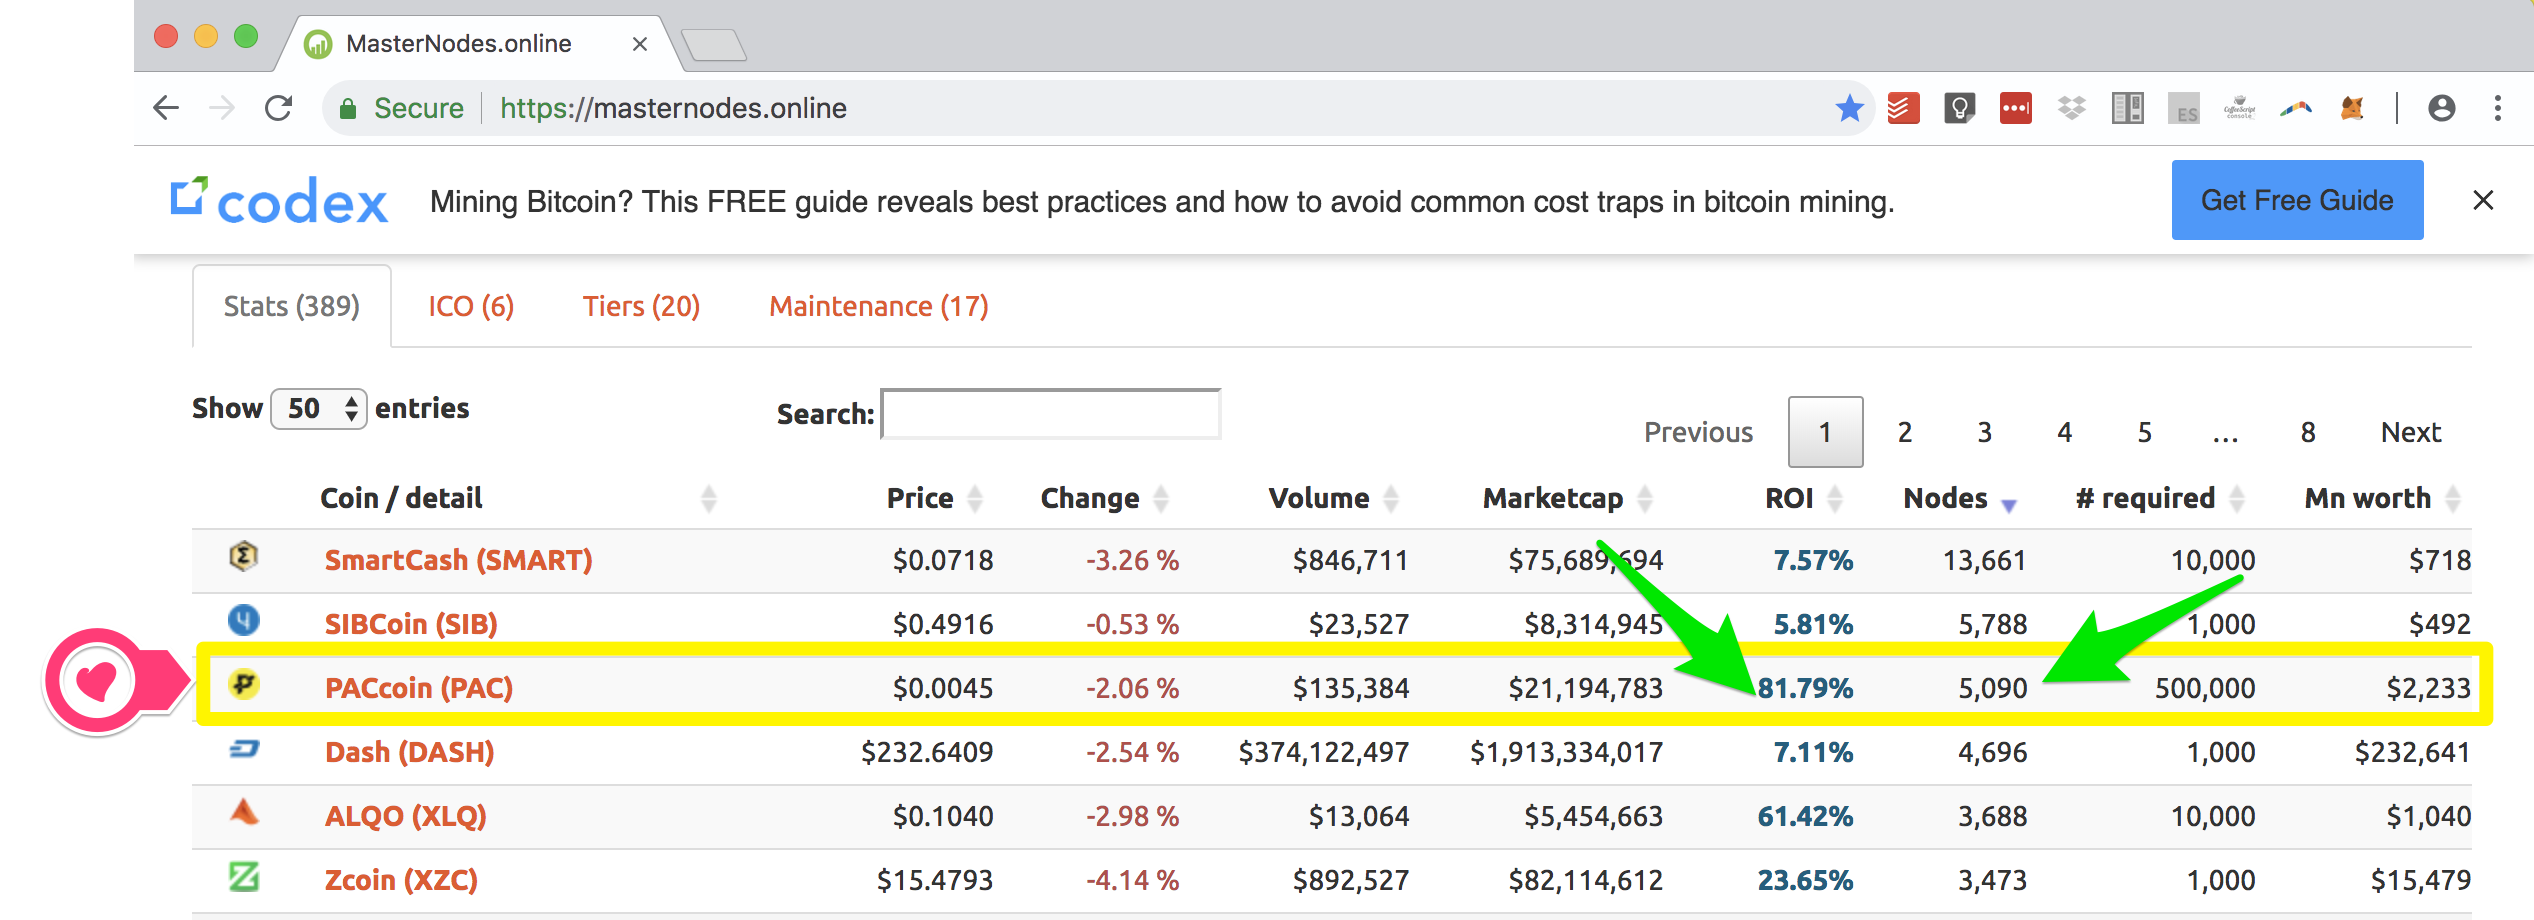 MasterNodes.online
Secure https://masternodes.online
ES
CoffeeScript
console
codex Mining Bitcoin? This FREE guide reveals best practices and how to avoid common cost traps in bitcoin mining. Get Free Guide
Stats (389) ICO (6) Tiers (20) Maintenance (17)
Show 50 entries Search:
Previous 1 2 3 4 5 ... 8 Next
Coin / detail Price Change Volume Marketcap ROI Nodes # required Mn worth
SmartCash (SMART) $0.0718 -3.26 % $846,711 $75,689,694 7.57% 13,661 10,000 $718
SIBCoin (SIB) $0.4916 -0.53 % $23,527 $8,314,945 5.81% 5,788 1,000 $492
PACcoin (PAC) $0.0045 -2.06 % $135,384 $21,194,783 81.79% 5,090 500,000 $2,233
Dash (DASH) $232.6409 -2.54 % $374,122,497 $1,913,334,017 7.11% 4,696 1,000 $232,641
ALQO (XLQ) $0.1040 -2.98 % $13,064 $5,454,663 61.42% 3,688 10,000 $1,040
Zcoin (XZC) $15.4793 -4.14 % $892,527 $82,114,612 23.65% 3,473 1,000 $15,479